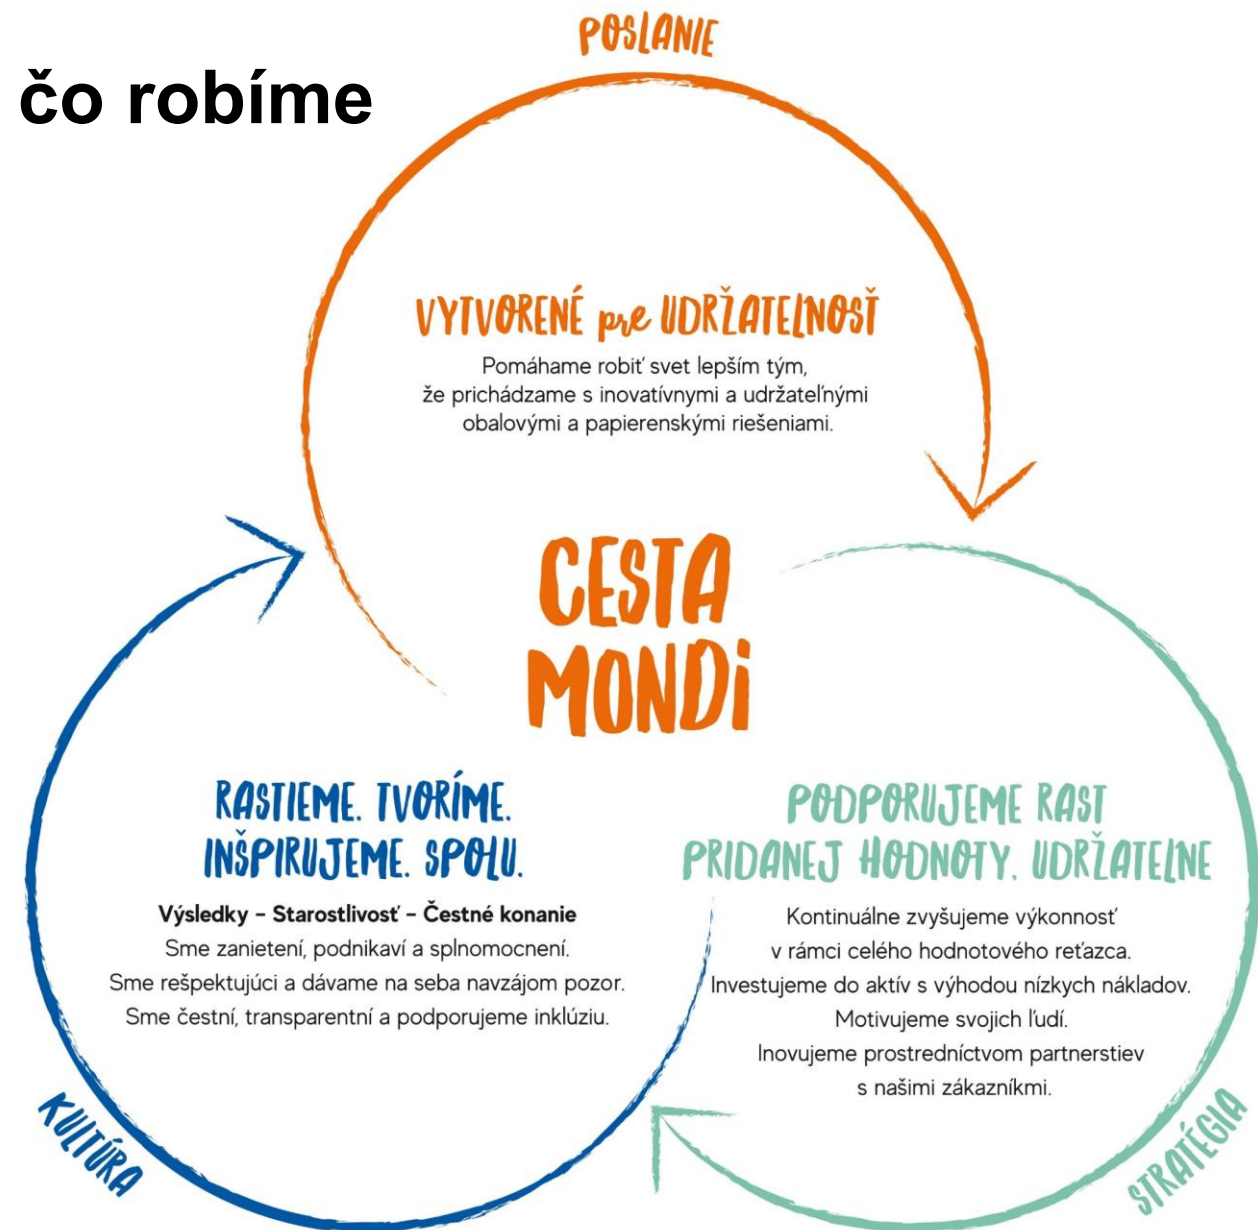 POSLANIE
čo robíme
VYTVORENÉ pre UDRŽATEĽNOSŤ
Pomáhame robiť svet lepším tým,
že prichádzame s inovatívnymi a udržateľnými
obalovými a papierenskými riešeniami.
CESTA
MONDi
RASTIEME. TVORÍME.
INŠPIRUJEME. SPOLU.
Výsledky – Starostlivosť – Čestné konanie
Sme zanietení, podnikaví a splnomocnení.
Sme rešpektujúci a dávame na seba navzájom pozor.
Sme čestní, transparentní a podporujeme inklúziu.
KULTÚRA
PODPORUJEME RAST
PRIDANEJ HODNOTY. UDRŽATEĽNE
Kontinuálne zvyšujeme výkonnosť
v rámci celého hodnotového reťazca.
Investujeme do aktív s výhodou nízkych nákladov.
Motivujeme svojich ľudí.
Inovujeme prostredníctvom partnerstiev
s našimi zákazníkmi.
STRATÉGIA